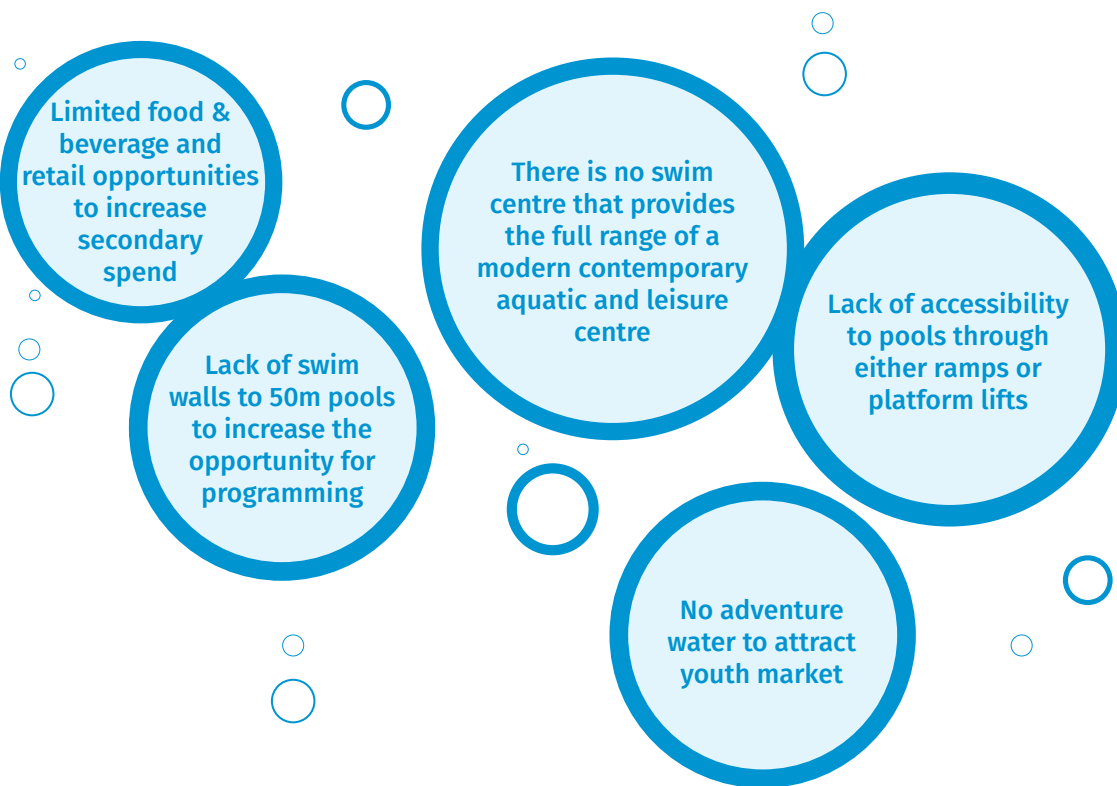 Limited food &
beverage and
retail opportunities
to increase
secondary
spend
Lack of swim
walls to 50m pools
to increase the
opportunity for
programming
There is no swim
centre that provides
the full range of a
modern contemporary
aquatic and leisure
centre
Lack of accessibility
to pools through
either ramps or
platform lifts
No adventure
water to attract
youth market